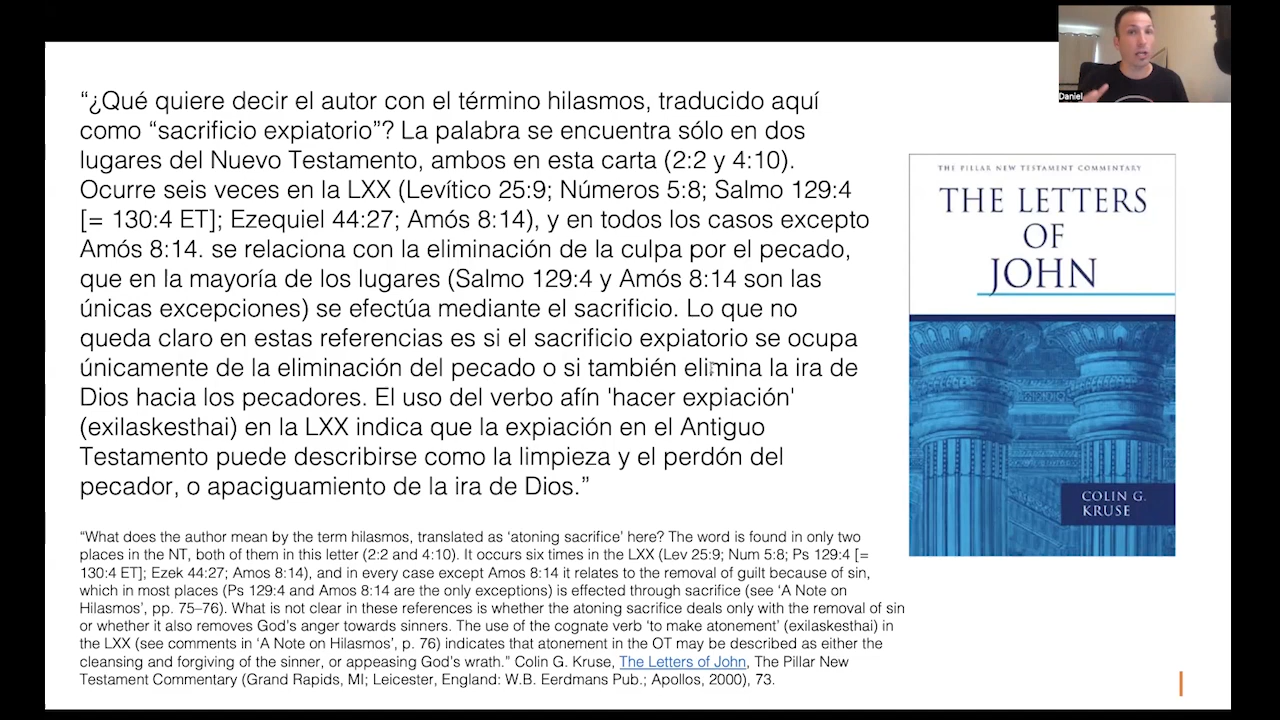 Daniel
“¿Qué quiere decir el autor con el término hilasmos, traducido aquí
como “sacrificio expiatorio”? La palabra se encuentra sólo en dos
lugares del Nuevo Testamento, ambos en esta carta (2:2 y 4:10).
Ocurre seis veces en la LXX (Levítico 25:9; Números 5:8; Salmo 129:4
[= 130:4 ET]; Ezequiel 44:27; Amós 8:14), y en todos los casos excepto
Amós 8:14. se relaciona con la eliminación de la culpa por el pecado,
que en la mayoría de los lugares (Salmo 129:4 y Amós 8:14 son las
únicas excepciones) se efectúa mediante el sacrificio. Lo que no
queda claro en estas referencias es si el sacrificio expiatorio se ocupa
únicamente de la eliminación del pecado o si también elimina la ira de
Dios hacia los pecadores. El uso del verbo afín 'hacer expiación'
(exilaskesthai) en la LXX indica que la expiación en el Antiguo
Testamento puede describirse como la limpieza y el perdón del
pecador, o apaciguamiento de la ira de Dios.”
“What does the author mean by the term hilasmos, translated as ‘atoning sacrifice’ here? The word is found in only two
places in the NT, both of them in this letter (2:2 and 4:10). It occurs six times in the LXX (Lev 25:9; Num 5:8; Ps 129:4 [=
130:4 ET]; Ezek 44:27; Amos 8:14), and in every case except Amos 8:14 it relates to the removal of guilt because of sin,
which in most places (Ps 129:4 and Amos 8:14 are the only exceptions) is effected through sacrifice (see ‘A Note on
Hilasmos’, pp. 75–76). What is not clear in these references is whether the atoning sacrifice deals only with the removal of sin
or whether it also removes God’s anger towards sinners. The use of the cognate verb ‘to make atonement’ (exilaskesthai) in
the LXX (see comments in ‘A Note on Hilasmos’, p. 76) indicates that atonement in the OT may be described as either the
cleansing and forgiving of the sinner, or appeasing God’s wrath.” Colin G. Kruse, The Letters of John, The Pillar New
Testament Commentary (Grand Rapids, MI; Leicester, England: W.B. Eerdmans Pub.; Apollos, 2000), 73.
THE PILLAR NEW TESTAMENT COMMENTARY
THE LETTERS
OF
JOHN
COLIN G.
KRUSE